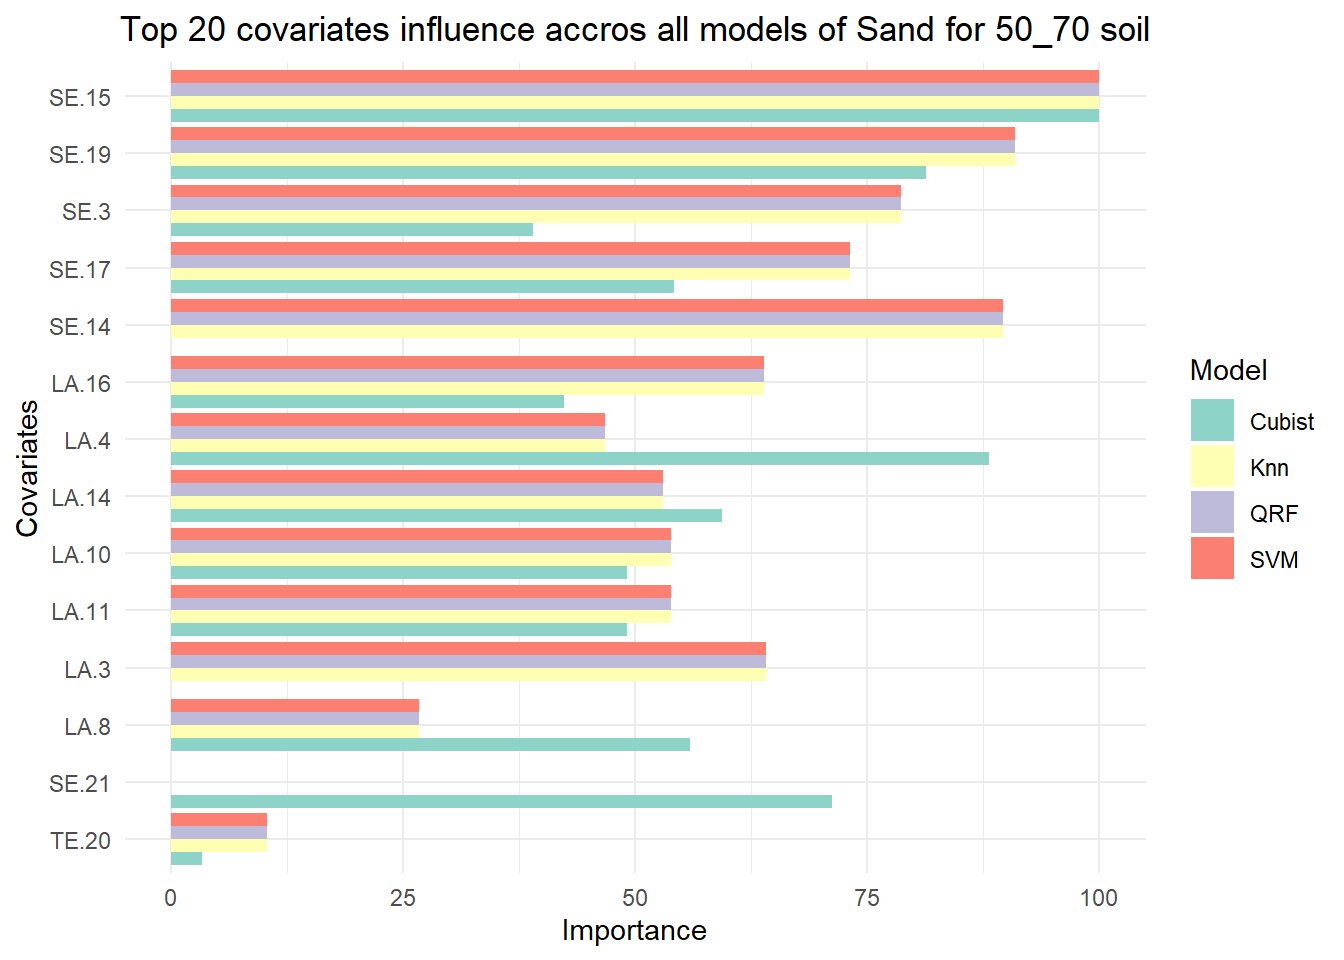 Top 20 covariates influence accros all models of Sand for 50_70 soil
SE.15
SE.19
SE.3
SE.17
SE.14
LA.16
LA.4
LA.14
LA.10
LA.11
LA.3
LA.8
SE.21
TE.20
Covariates
0 25 50 75 100
Importance
Model
Cubist
Knn
QRF
SVM